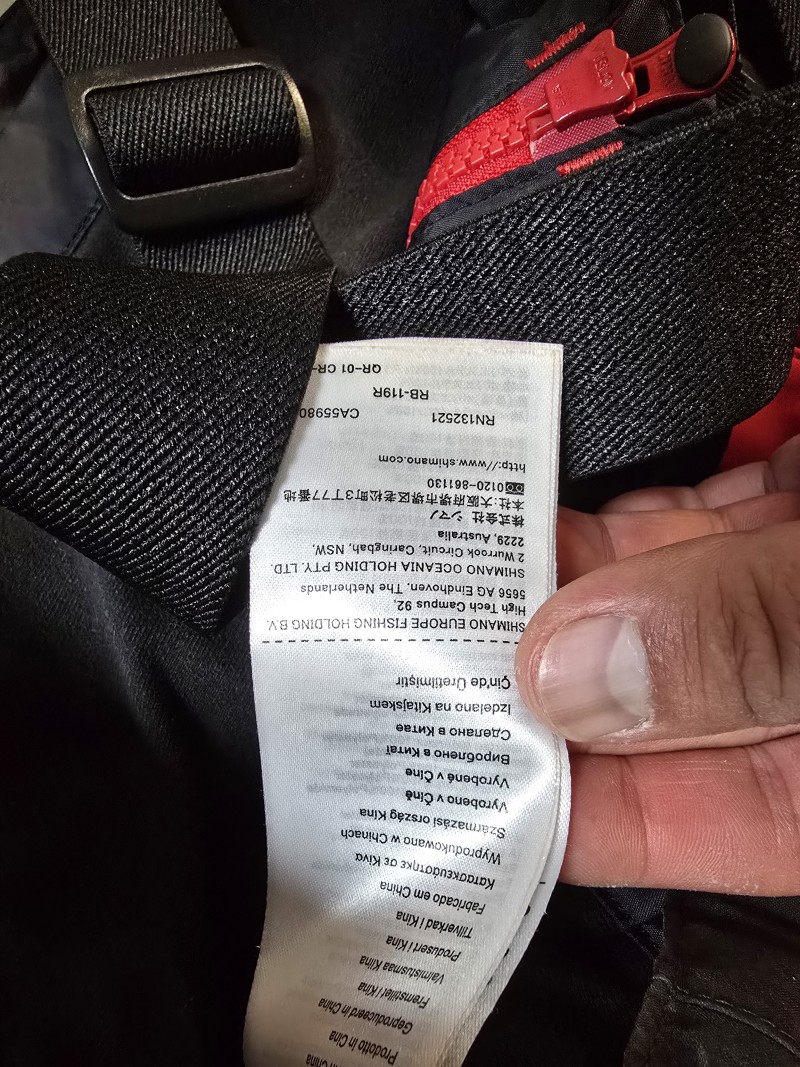 in China
Prodotto in Cina
Geproduceerd in China
Fremstillet i Kina
Valmistusmaa Kiina
Produsert i Kina
Tillverkad i Kina
Fabricado em China
Κατασκευάστηκε σε Κίνα
Wyprodukowano w Chinach
Származási ország Kína
Vyrobeno v Číně
Vyrobené v Číne
Вироблено в Китаї
Сделано в Китае
Izdelano na Kitajskem
Çin'de Üretilmiştir
SHIMANO EUROPE FISHING HOLDING B.V.
High Tech Campus 92,
5656 AG Eindhoven. The Netherlands
SHIMANO OCEANIA HOLDING PTY. LTD.
2 Wurrook Circuit, Caringbah, NSW,
2229, Australia
株式会社 シマノ
本社:大阪府堺市堺区老松町3丁77番地
0120-861130
http://www.shimano.com
RN132521 CA55980
RB-119R
QR-01 CR-